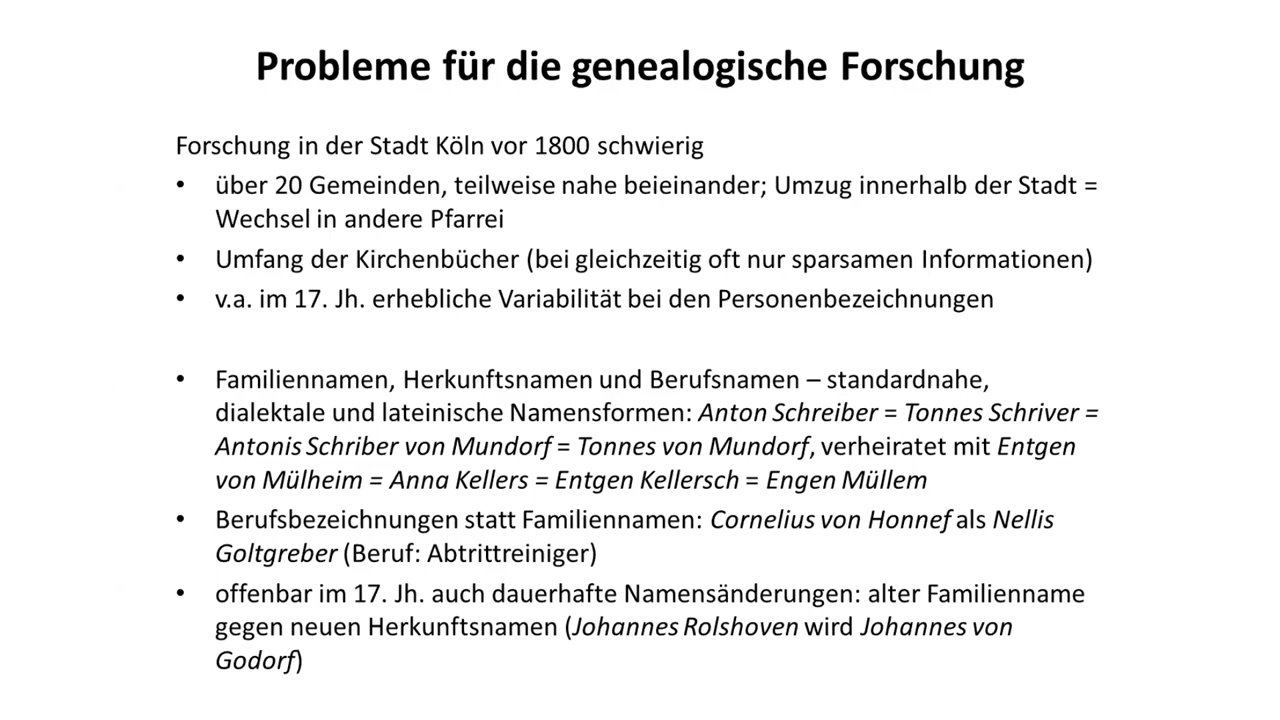 Probleme für die genealogische Forschung
Forschung in der Stadt Köln vor 1800 schwierig
• über 20 Gemeinden, teilweise nahe beieinander; Umzug innerhalb der Stadt =
Wechsel in andere Pfarrei
• Umfang der Kirchenbücher (bei gleichzeitig oft nur sparsamen Informationen)
• v.a. im 17. Jh. erhebliche Variabilität bei den Personenbezeichnungen
• Familiennamen, Herkunftsnamen und Berufsnamen – standardnahe,
dialektale und lateinische Namensformen: Anton Schreiber = Tonnes Schriver =
Antonis Schriber von Mundorf = Tonnes von Mundorf, verheiratet mit Entgen
von Mülheim = Anna Kellers = Entgen Kellersch = Engen Müllem
• Berufsbezeichnungen statt Familiennamen: Cornelius von Honnef als Nellis
Goltgreber (Beruf: Abtrittreiniger)
• offenbar im 17. Jh. auch dauerhafte Namensänderungen: alter Familienname
gegen neuen Herkunftsnamen (Johannes Rolshoven wird Johannes von
Godorf)